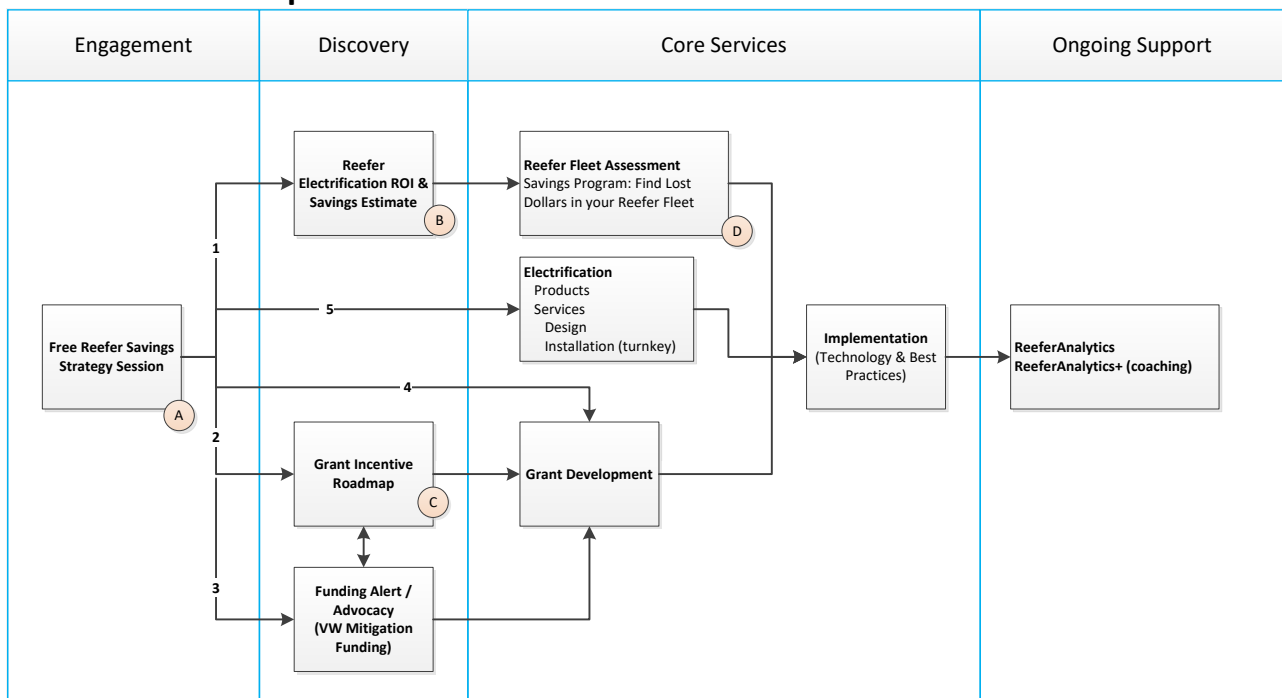 Engagement
Discovery
Core Services
Ongoing Support
Free Reefer Savings
Strategy Session
A
1
5
4
2
3
Reefer
Electrification ROI &
Savings Estimate
B
Grant Incentive
Roadmap
C
Funding Alert /
Advocacy
(VW Mitigation
Funding)
Reefer Fleet Assessment
Savings Program: Find Lost
Dollars in your Reefer Fleet
D
Electrification
Products
Services
Design
Installation (turnkey)
Grant Development
Implementation
(Technology & Best
Practices)
ReeferAnalytics
ReeferAnalytics+ (coaching)